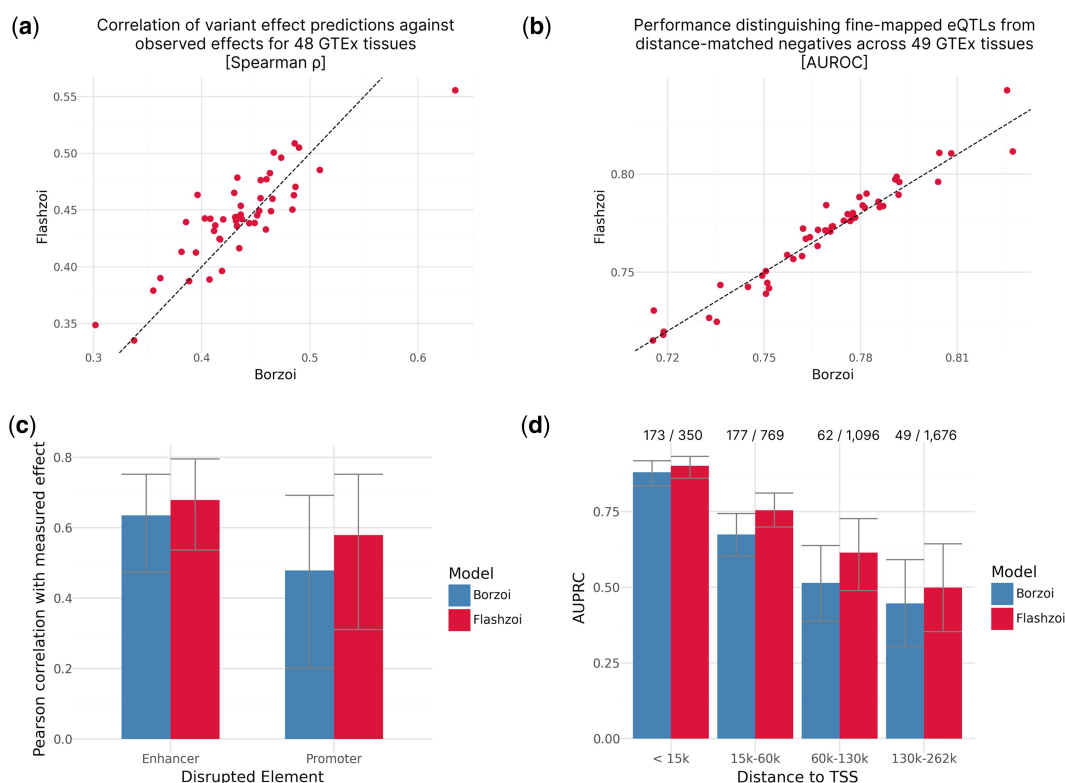 (a)
Correlation of variant effect predictions against
observed effects for 48 GTEx tissues
[Spearman ρ]
Flashzoi
0.55
0.50
0.45
0.40
0.35
0.3
0.4
0.5
0.6
Borzoi
(b)
Performance distinguishing fine-mapped eQTLs from
distance-matched negatives across 49 GTEx tissues
[AUROC]
Flashzoi
0.80
0.75
0.72
0.75
0.78
0.81
Borzoi
(c)
Pearson correlation with measured effect
0.8
0.6
0.4
0.2
0.0
Enhancer
Promoter
Disrupted Element
Model
Borzoi
Flashzoi
(d)
173 / 350
177 / 769
62 / 1,096
49 / 1,676
AUPRC
0.75
0.50
0.25
0.00
< 15k
15k-60k
60k-130k
130k-262k
Distance to TSS
Model
Borzoi
Flashzoi